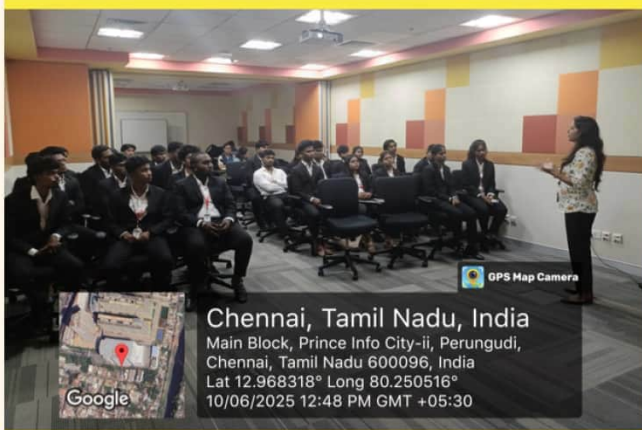 GPS Map Camera
Chennai, Tamil Nadu, India
Main Block, Prince Info City-ii, Perungudi,
Chennai, Tamil Nadu 600096, India
Lat 12.968318° Long 80.250516°
10/06/2025 12:48 PM GMT +05:30
Google